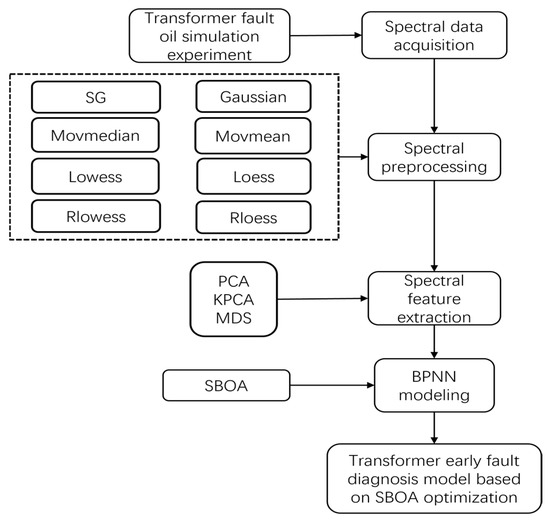 Transformer fault
oil simulation
experiment
Spectral data
acquisition
SG
Gaussian
Movmedian
Movmean
Lowess
Loess
Rlowess
Rloess
Spectral
preprocessing
PCA
KPCA
MDS
Spectral
feature
extraction
SBOA
BPNN
modeling
Transformer early fault
diagnosis model based
on SBOA optimization